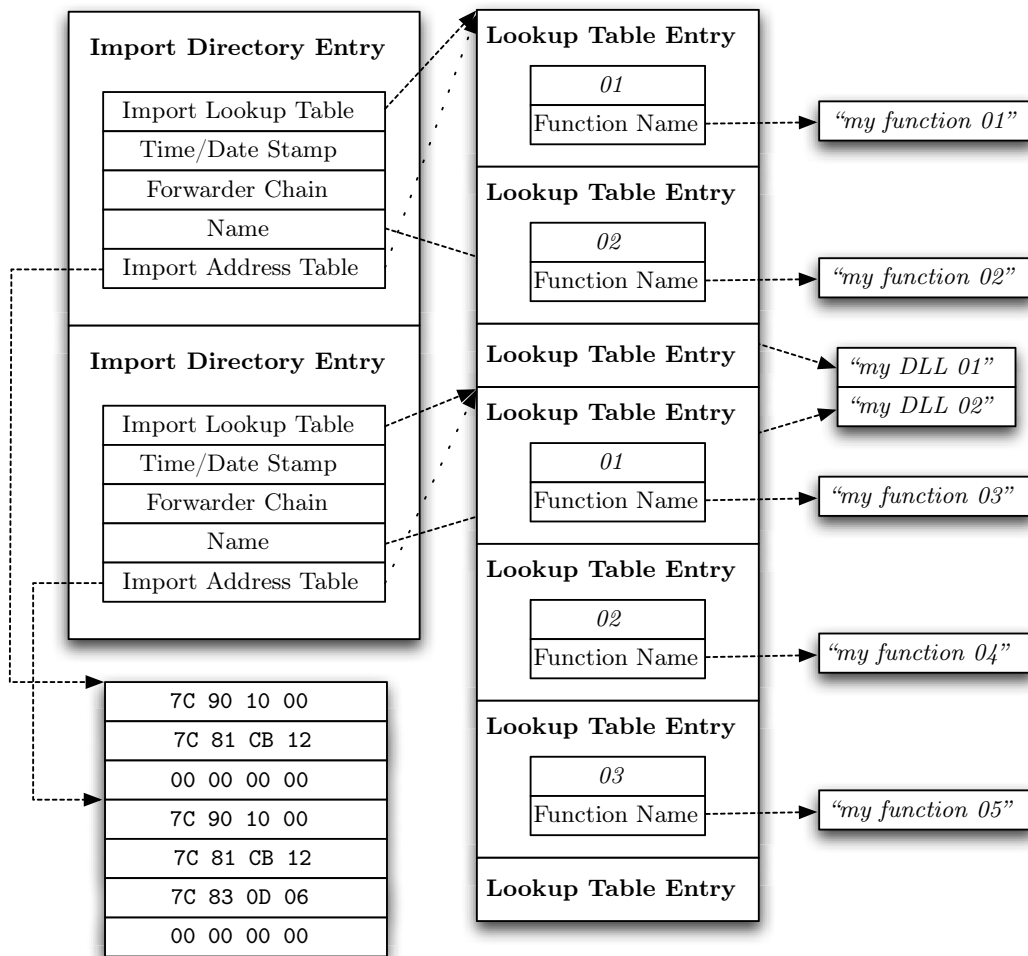 Import Directory Entry
Import Lookup Table
Time/Date Stamp
Forwarder Chain
Name
Import Address Table
Import Directory Entry
Import Lookup Table
Time/Date Stamp
Forwarder Chain
Name
Import Address Table
7C 90 10 00
7C 81 CB 12
00 00 00 00
7C 90 10 00
7C 81 CB 12
7C 83 0D 06
00 00 00 00
Lookup Table Entry
01
Function Name
Lookup Table Entry
02
Function Name
Lookup Table Entry
Lookup Table Entry
01
Function Name
Lookup Table Entry
02
Function Name
Lookup Table Entry
03
Function Name
Lookup Table Entry
“my function 01”
“my function 02”
“my DLL 01”
“my DLL 02”
“my function 03”
“my function 04”
“my function 05”